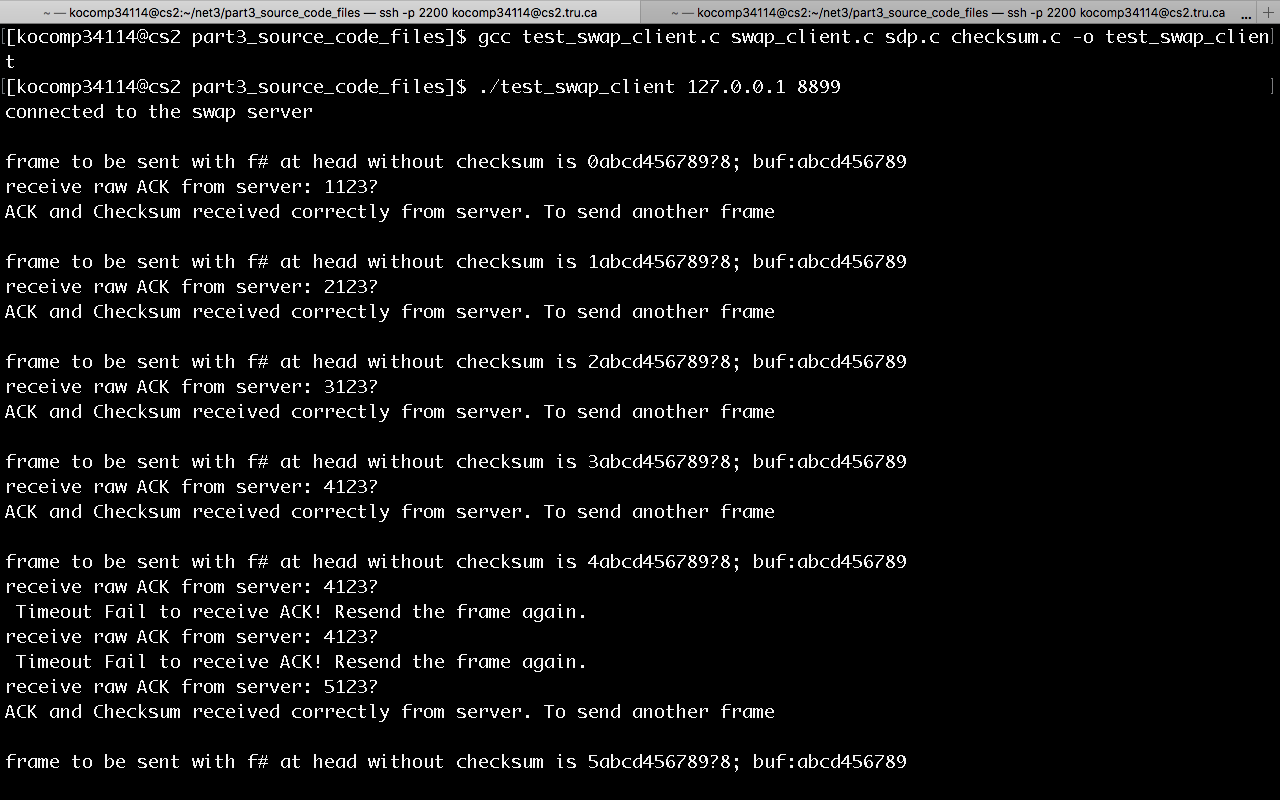 ~ — kocomp34114@cs2:~/net3/part3_source_code_files — ssh -p 2200 kocomp34114@cs2.tru.ca
~ — kocomp34114@cs2:~/net3/part3_source_code_files — ssh -p 2200 kocomp34114@cs2.tru.ca ... +
[[kocomp34114@cs2 part3_source_code_files]$ gcc test_swap_client.c swap_client.c sdp.c checksum.c -o test_swap_clien]
t
[[kocomp34114@cs2 part3_source_code_files]$ ./test_swap_client 127.0.0.1 8899 ]
connected to the swap server
frame to be sent with f# at head without checksum is 0abcd456789?8; buf:abcd456789
receive raw ACK from server: 1123?
ACK and Checksum received correctly from server. To send another frame
frame to be sent with f# at head without checksum is 1abcd456789?8; buf:abcd456789
receive raw ACK from server: 2123?
ACK and Checksum received correctly from server. To send another frame
frame to be sent with f# at head without checksum is 2abcd456789?8; buf:abcd456789
receive raw ACK from server: 3123?
ACK and Checksum received correctly from server. To send another frame
frame to be sent with f# at head without checksum is 3abcd456789?8; buf:abcd456789
receive raw ACK from server: 4123?
ACK and Checksum received correctly from server. To send another frame
frame to be sent with f# at head without checksum is 4abcd456789?8; buf:abcd456789
receive raw ACK from server: 4123?
 Timeout Fail to receive ACK! Resend the frame again.
receive raw ACK from server: 4123?
 Timeout Fail to receive ACK! Resend the frame again.
receive raw ACK from server: 5123?
ACK and Checksum received correctly from server. To send another frame
frame to be sent with f# at head without checksum is 5abcd456789?8; buf:abcd456789